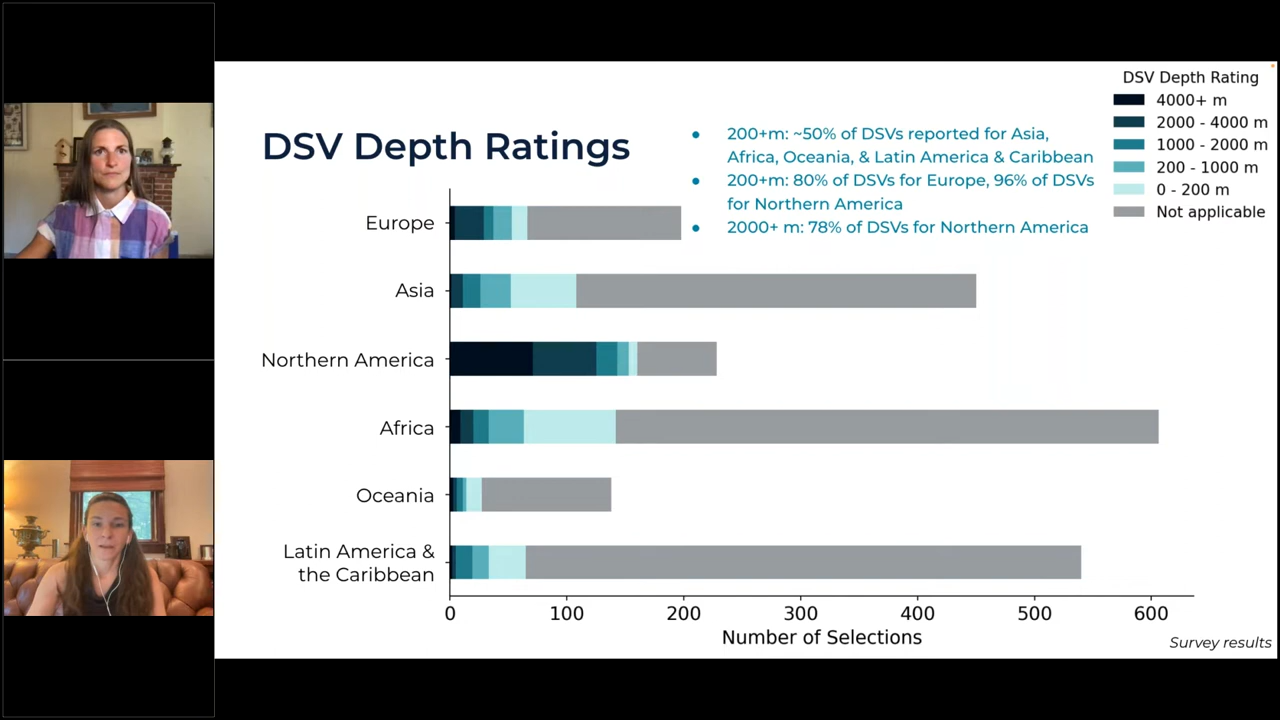 DSV Depth Ratings
200+m: ~50% of DSVs reported for Asia,
Africa, Oceania, & Latin America & Caribbean
200+m: 80% of DSVs for Europe, 96% of DSVs
for Northern America
2000+ m: 78% of DSVs for Northern America
DSV Depth Rating
4000+ m
2000 - 4000 m
1000 - 2000 m
200 - 1000 m
0 - 200 m
Not applicable
Europe
Asia
Northern America
Africa
Oceania
Latin America &
the Caribbean
0 100 200 300 400 500 600
Number of Selections
Survey results